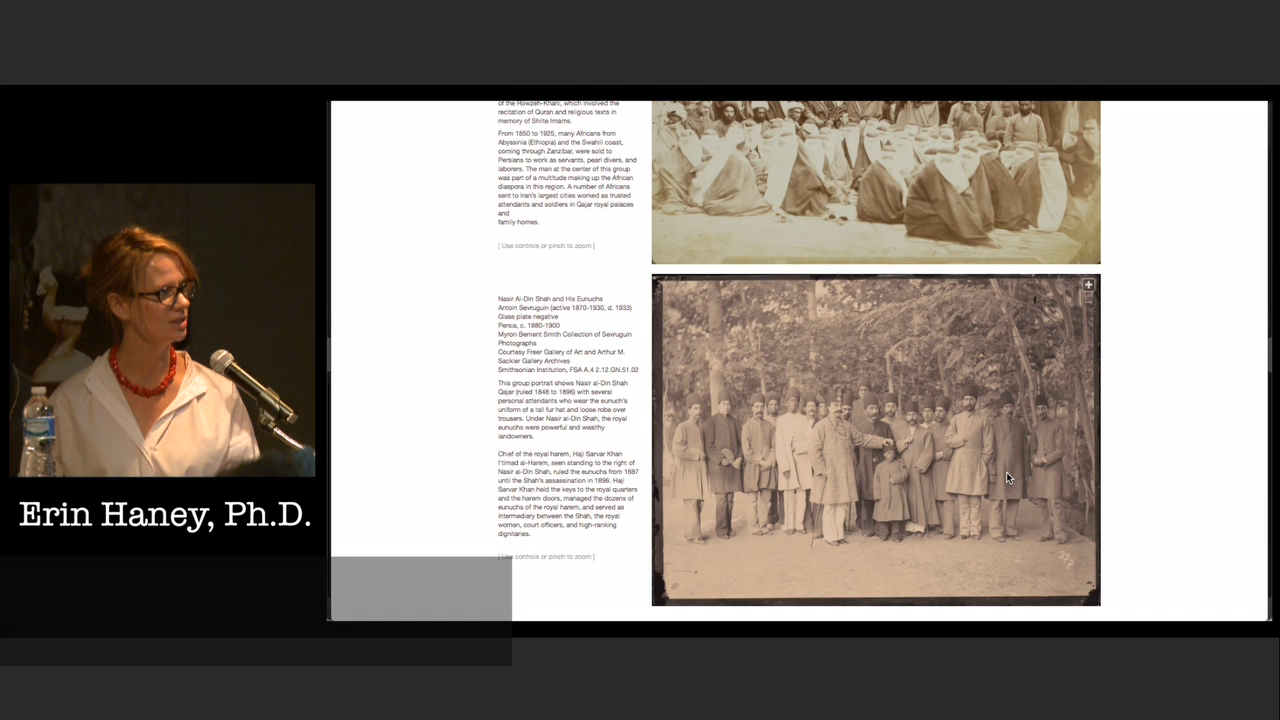 of the Rowzeh-Khani, which involved the
recitation of Quran and religious texts in
memory of Shiite Imams.
From 1850 to 1925, many Africans from
Abyssinia (Ethiopia) and the Swahili coast,
coming through Zanzibar, were sold to
Persians to work as servants, pearl divers, and
laborers. The man at the center of this group
was part of a multitude making up the African
diaspora in this region. A number of Africans
sent to Iran's largest cities worked as trusted
attendants and soldiers in Qajar royal palaces
and
family homes.
[ Use controls or pinch to zoom ]
Nasir Al-Din Shah and His Eunuchs
Antoin Sevruguin (active 1870-1930, d. 1933)
Glass plate negative
Persia, c. 1880-1900
Myron Bement Smith Collection of Sevruguin
Photographs
Courtesy Freer Gallery of Art and Arthur M.
Sackler Gallery Archives
Smithsonian Institution, FSA A.4 2.12.GN.51.02
This group portrait shows Nasir al-Din Shah
Qajar (ruled 1848 to 1896) with several
personal attendants who wear the eunuch's
uniform of a tall fur hat and loose robe over
trousers. Under Nasir al-Din Shah, the royal
eunuchs were powerful and wealthy
landowners.
Chief of the royal harem, Haji Sarvar Khan
I'timad al-Harem, seen standing to the right of
Nasir al-Din Shah, ruled the eunuchs from 1887
until the Shah's assassination in 1896. Haji
Sarvar Khan held the keys to the royal quarters
and the harem doors, managed the dozens of
eunuchs of the royal harem, and served as
intermediary between the Shah, the royal
women, court officers, and high-ranking
dignitaries.
[ Use controls or pinch to zoom ]
398
Erin Haney, Ph.D.